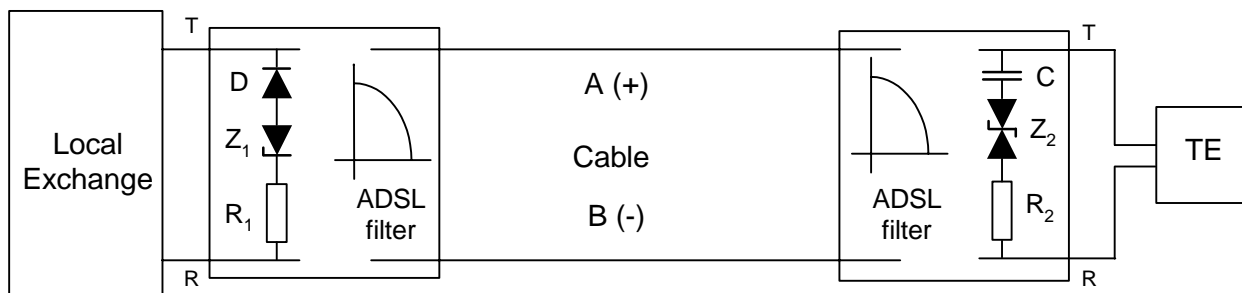 Local
Exchange
T
R
D
Z1
R1
ADSL
filter
A (+)
Cable
B (-)
ADSL
filter
C
Z2
R2
T
R
TE